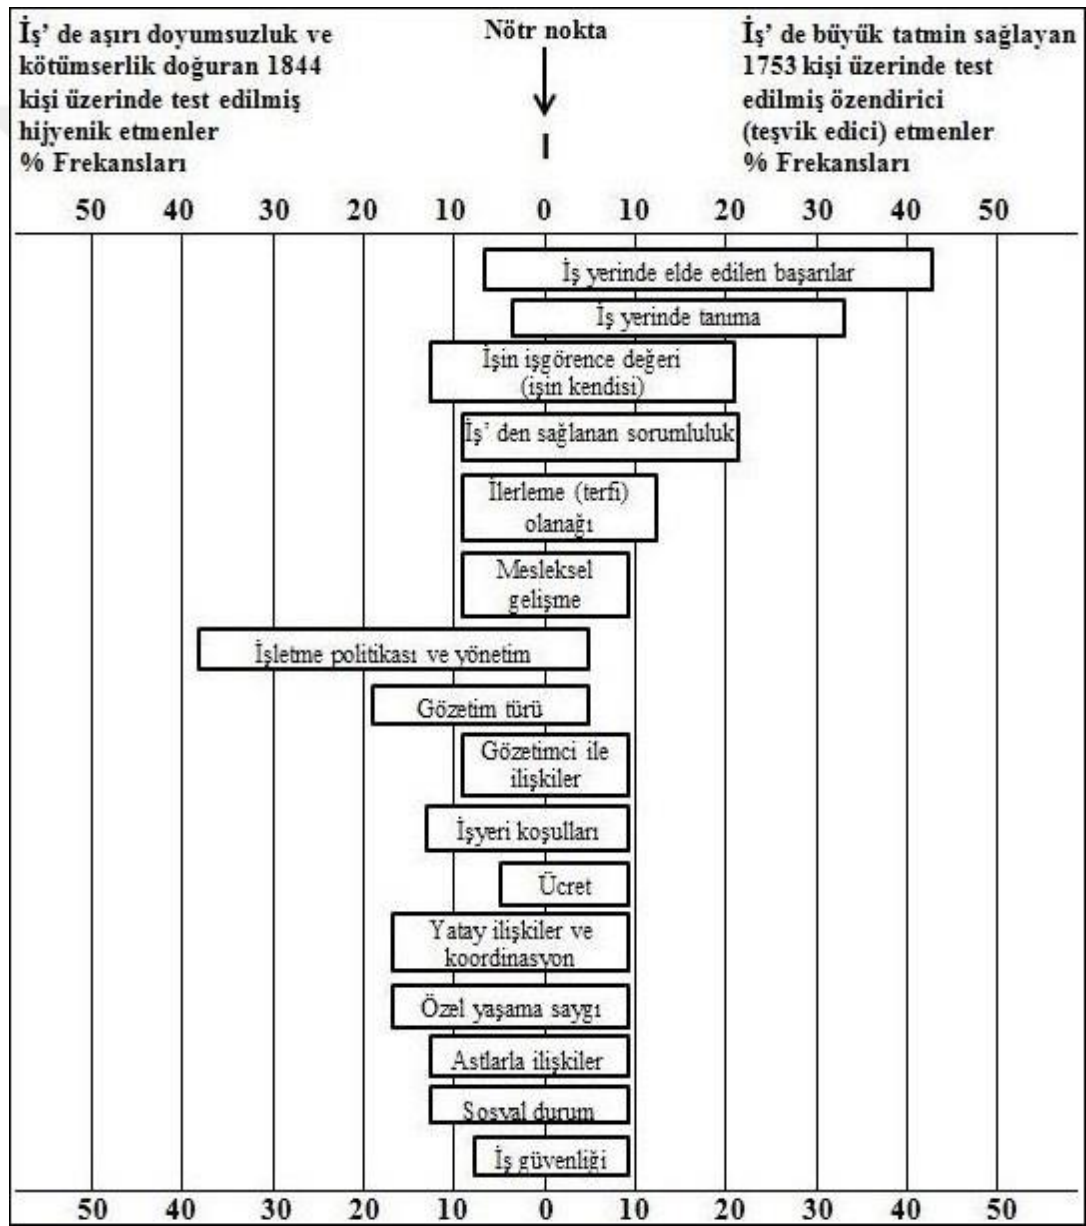 İş’ de aşırı doyumsuzluk ve
kötümserlik doğuran 1844
kişi üzerinde test edilmiş
hijyenik etmenler
% Frekansları
Nötr nokta
İş’ de büyük tatmin sağlayan
1753 kişi üzerinde test
edilmiş özendirici
(teşvik edici) etmenler
% Frekansları
50 40 30 20 10 0 10 20 30 40 50
İş yerinde elde edilen başarılar
İş yerinde tanıma
İşin işgörence değeri
(işin kendisi)
İş’ den sağlanan sorumluluk
İlerleme (terfi)
olanağı
Mesleksel
gelişme
İşletme politikası ve yönetim
Gözetim türü
Gözetimci ile
ilişkiler
İşyeri koşulları
Ücret
Yatay ilişkiler ve
koordinasyon
Özel yaşama saygı
Astlarla ilişkiler
Sosyal durum
İş güvenliği
50 40 30 20 10 0 10 20 30 40 50